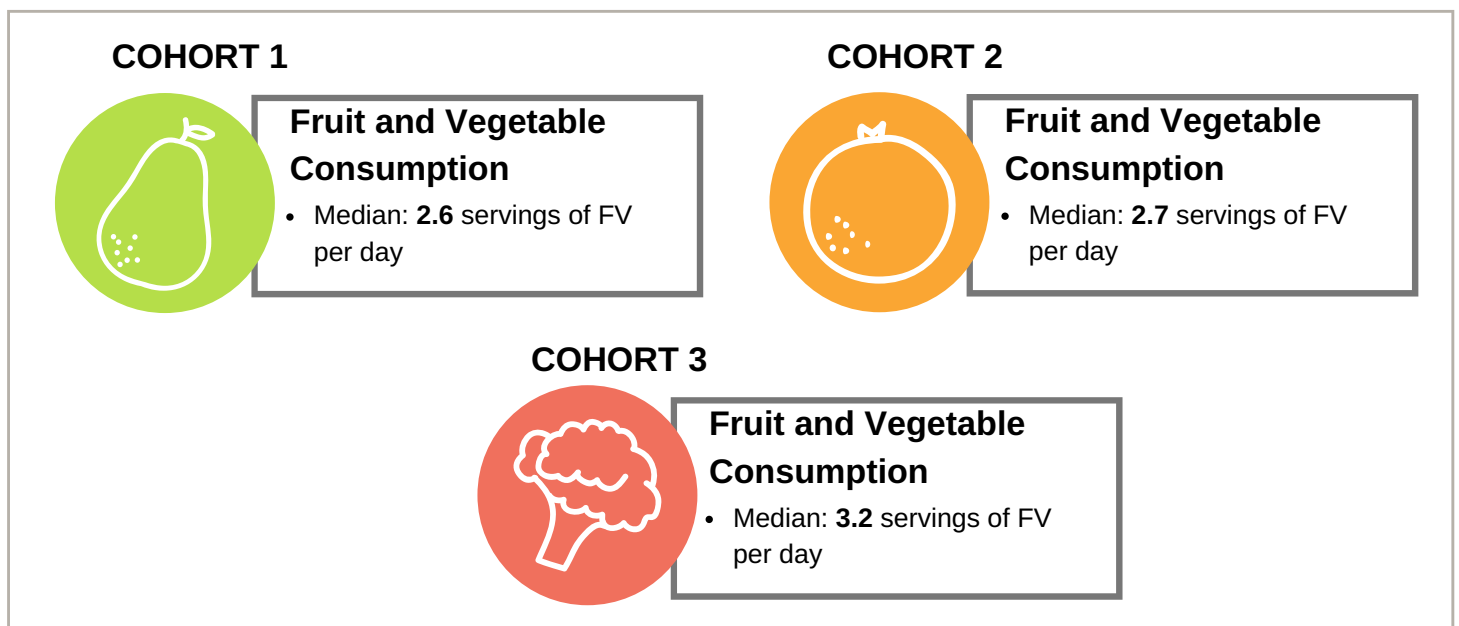 COHORT 1
Fruit and Vegetable
Consumption
• Median: 2.6 servings of FV
per day
COHORT 2
Fruit and Vegetable
Consumption
• Median: 2.7 servings of FV
per day
COHORT 3
Fruit and Vegetable
Consumption
• Median: 3.2 servings of FV
per day